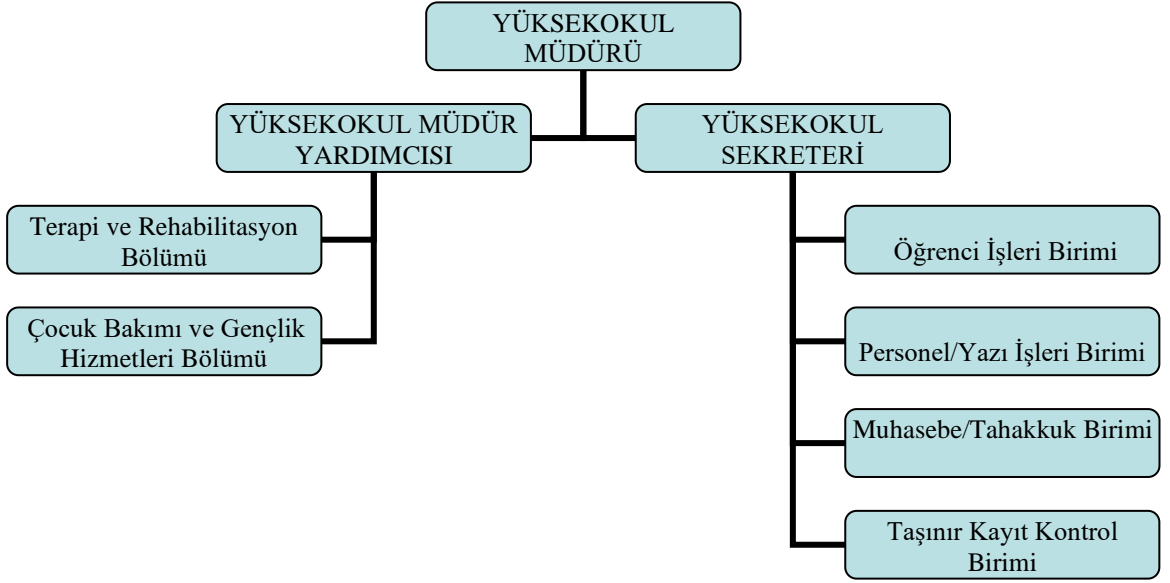 YÜKSEKOKUL
MÜDÜRÜ
YÜKSEKOKUL MÜDÜR
YARDIMCISI
YÜKSEKOKUL
SEKRETERİ
Terapi ve Rehabilitasyon
Bölümü
Çocuk Bakımı ve Gençlik
Hizmetleri Bölümü
Öğrenci İşleri Birimi
Personel/Yazı İşleri Birimi
Muhasebe/Tahakkuk Birimi
Taşınır Kayıt Kontrol
Birimi